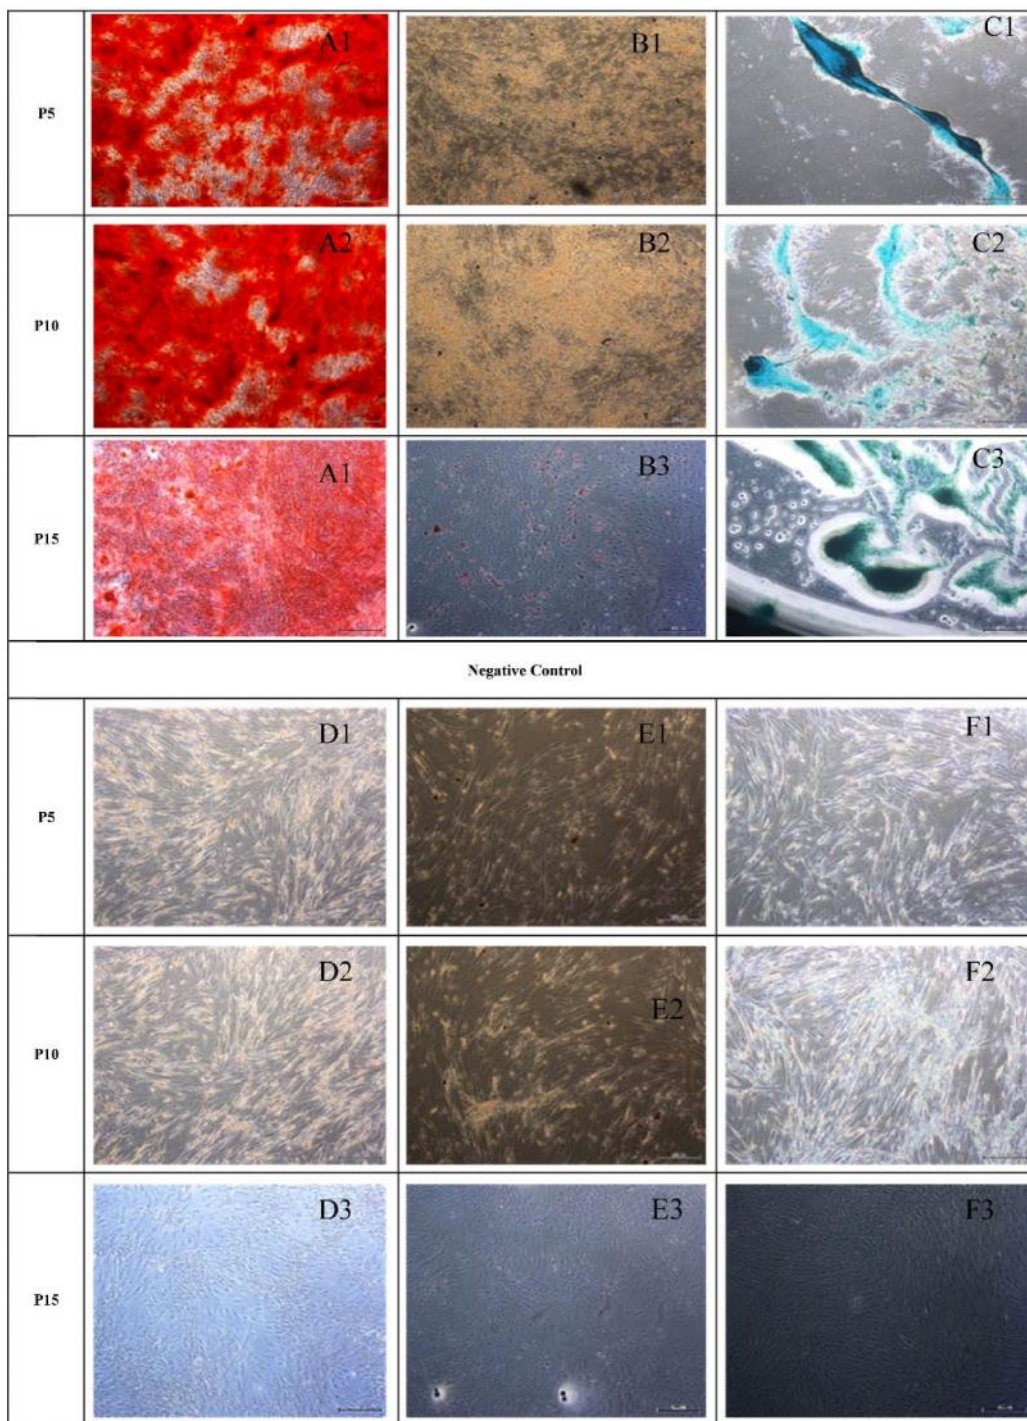 A1 B1 C1
P5
A2 B2 C2
P10
A1 B3 C3
P15
Negative Control
D1 E1 F1
P5
D2 E2 F2
P10
D3 E3 F3
P15